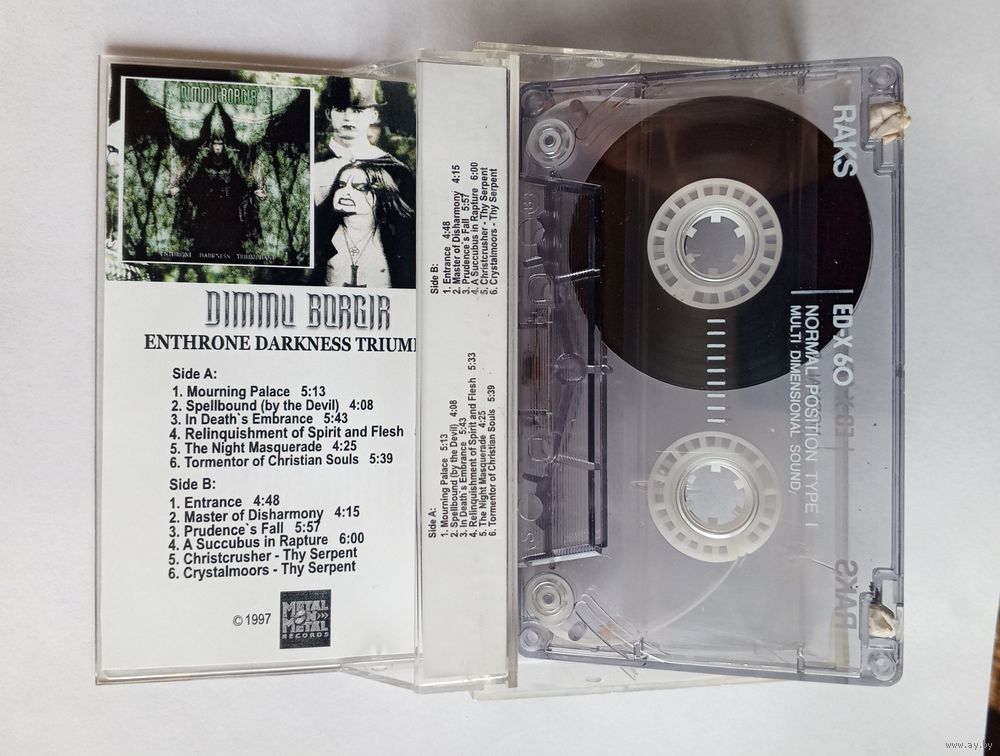 DIMMU BORGIR
ENTHRONE DARKNESS TRIUMPHANT
DIMMU BORGIR
ENTHRONE DARKNESS TRIUM
Side A:
1. Mourning Palace 5:13
2. Spellbound (by the Devil) 4:08
3. In Death`s Embrance 5:43
4. Relinquishment of Spirit and Flesh
5. The Night Masquerade 4:25
6. Tormentor of Christian Souls 5:39
Side B:
1. Entrance 4:48
2. Master of Disharmony 4:15
3. Prudence`s Fall 5:57
4. A Succubus in Rapture 6:00
5. Christcrusher - Thy Serpent
6. Crystalmoors - Thy Serpent
© 1997
METAL
ON
METAL
RECORDS
Side A:
1. Mourning Palace 5:13
2. Spellbound (by the Devil) 4:08
3. In Death`s Embrance 5:43
4. Relinquishment of Spirit and Flesh 5:33
5. The Night Masquerade 4:25
6. Tormentor of Christian Souls 5:39
Side B:
1. Entrance 4:48
2. Master of Disharmony 4:15
3. Prudence`s Fall 5:57
4. A Succubus in Rapture 6:00
5. Christcrusher - Thy Serpent
6. Crystalmoors - Thy Serpent
RAKS
ED-X 60
NORMAL POSITION TYPE I
MULTI DIMENSIONAL SOUND,
RAKS
www.ay.by